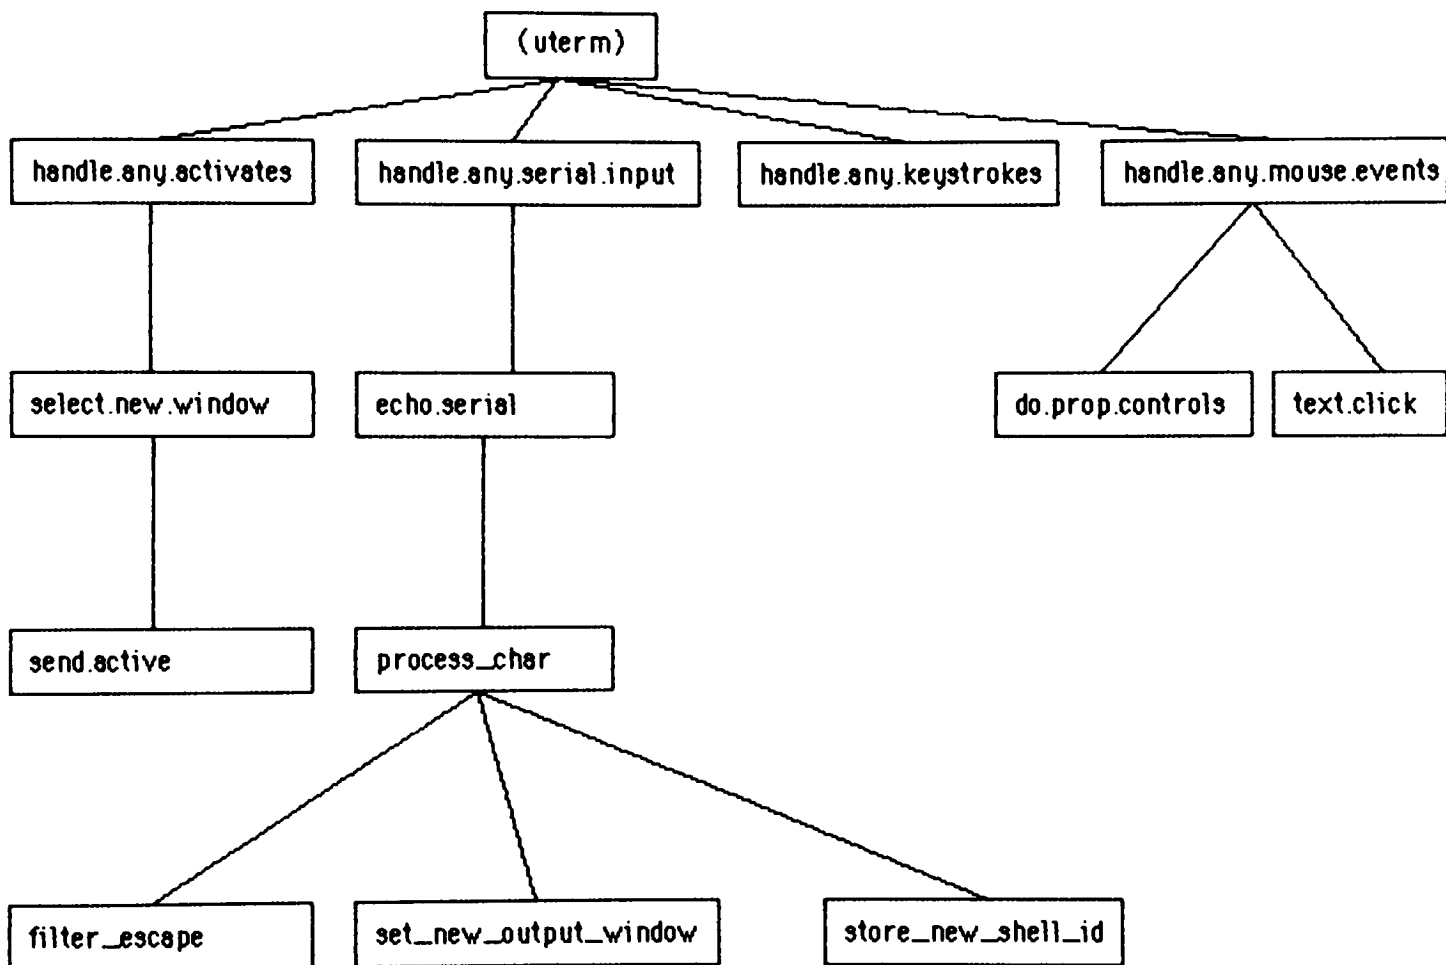 (uterm)
handle.any.activates
handle.any.serial.input
handle.any.keystrokes
handle.any.mouse.events
select.new.window
echo.serial
do.prop.controls
text.click
send.active
process_char
filter_escape
set_new_output_window
store_new_shell_id